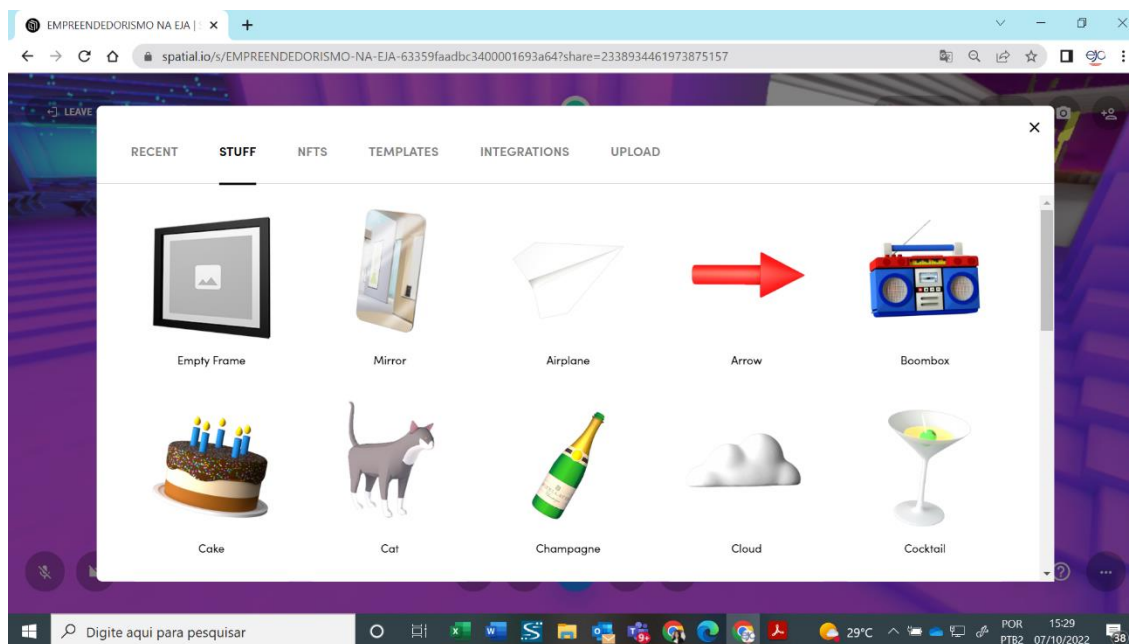 EMPREENDEDORISMO NA EJA |
spatial.io/s/EMPREENDEDORISMO-NA-EJA-63359faadbc3400001693a64?share=2338934461973875157
LEAVE
RECENT STUFF NFTS TEMPLATES INTEGRATIONS UPLOAD
Empty Frame Mirror Airplane Arrow Boombox
Cake Cat Champagne Cloud Cocktail
Digite aqui para pesquisar 29°C POR 15:29
PTB2 07/10/2022 38